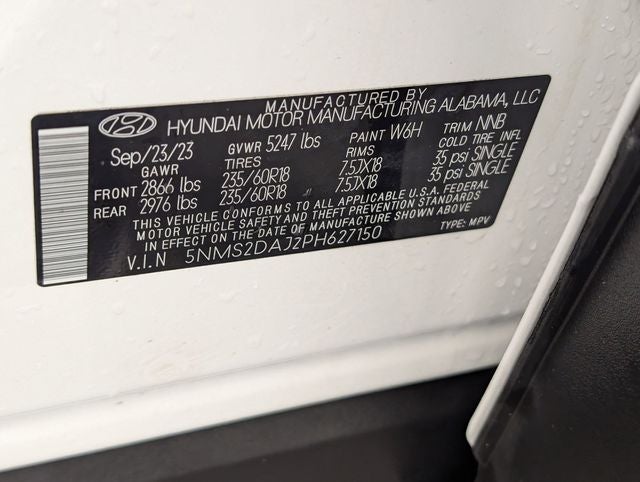 MANUFACTURED BY
HYUNDAI MOTOR MANUFACTURING ALABAMA, LLC
Sep/23/23 GVWR 5247 lbs PAINT W6H TRIM NNB
GAWR TIRES RIMS COLD TIRE INFL
FRONT 2866 lbs 235/60R18 7.5JX18 35 psi SINGLE
REAR 2976 lbs 235/60R18 7.5JX18 35 psi SINGLE
THIS VEHICLE CONFORMS TO ALL APPLICABLE U.S.A. FEDERAL
MOTOR VEHICLE SAFETY AND THEFT PREVENTION STANDARDS
IN EFFECT ON THE DATE OF MANUFACTURE SHOWN ABOVE
V.I.N 5NMS2DAJ2PH627150 TYPE: MPV